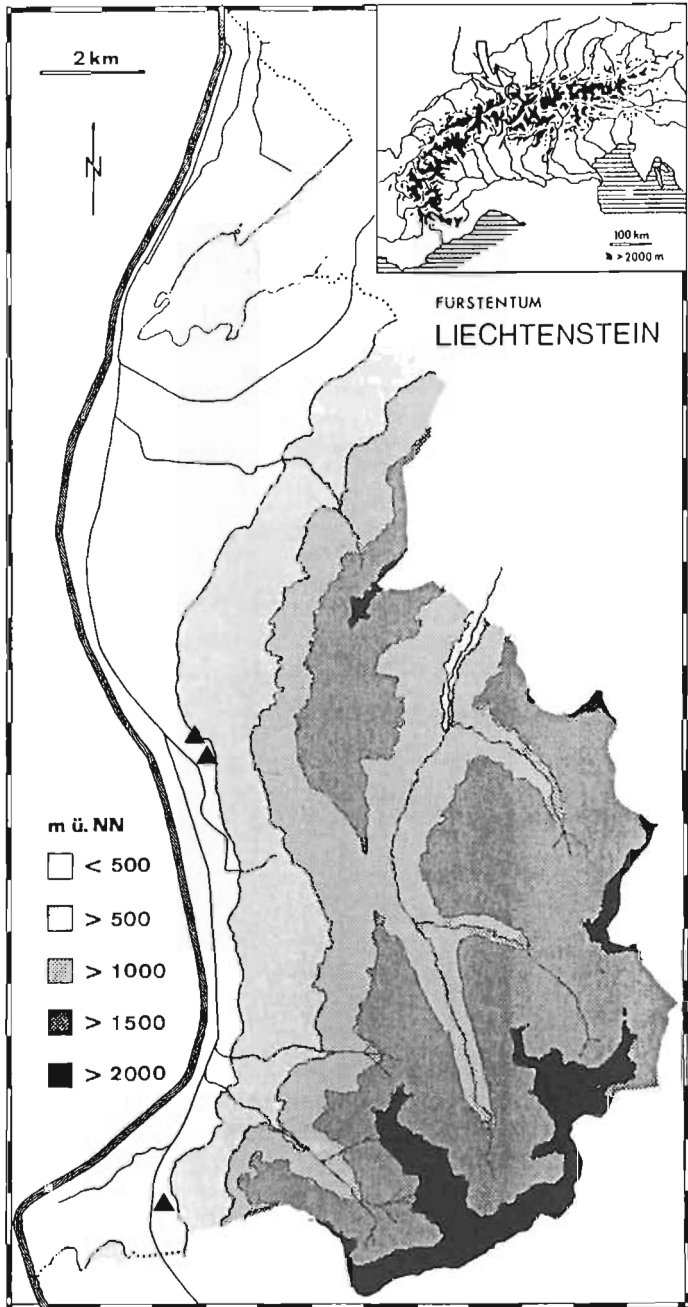 2 km
N
100 km
> 2000 m
FÜRSTENTUM
LIECHTENSTEIN
m ü. NN
< 500
> 500
> 1000
> 1500
> 2000